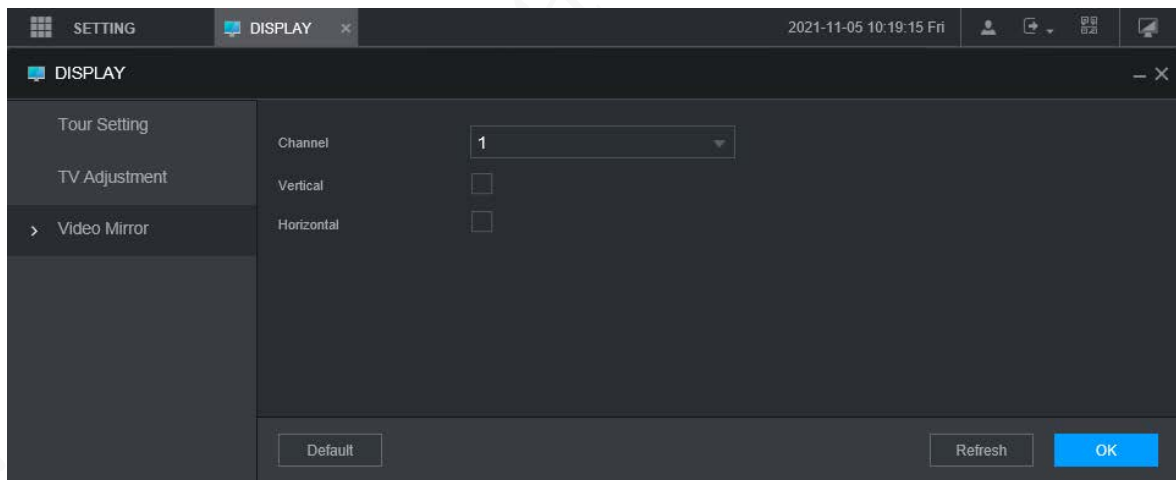 SETTING
DISPLAY ×
2021-11-05 10:19:15 Fri
DISPLAY
Tour Setting
TV Adjustment
Video Mirror
Channel 1
Vertical
Horizontal
Default
Refresh
OK